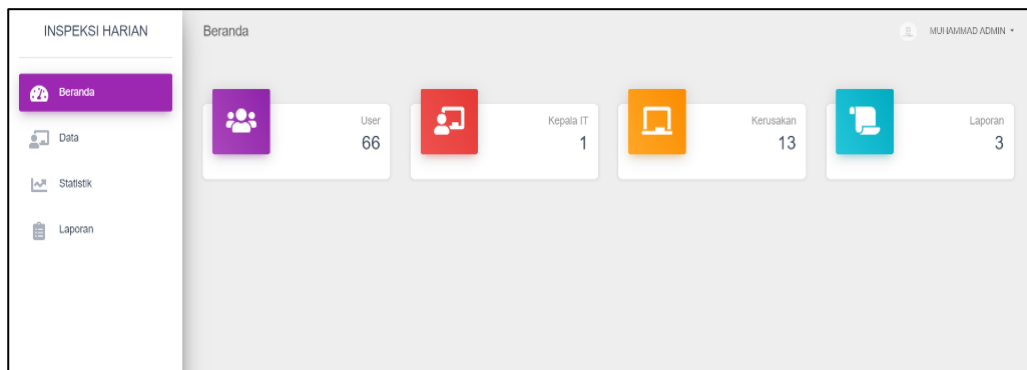 INSPEKSI HARIAN
Beranda
Data
Statistik
Laporan
Beranda
MUHAMMAD ADMIN
User
66
Kepala IT
1
Kerusakan
13
Laporan
3